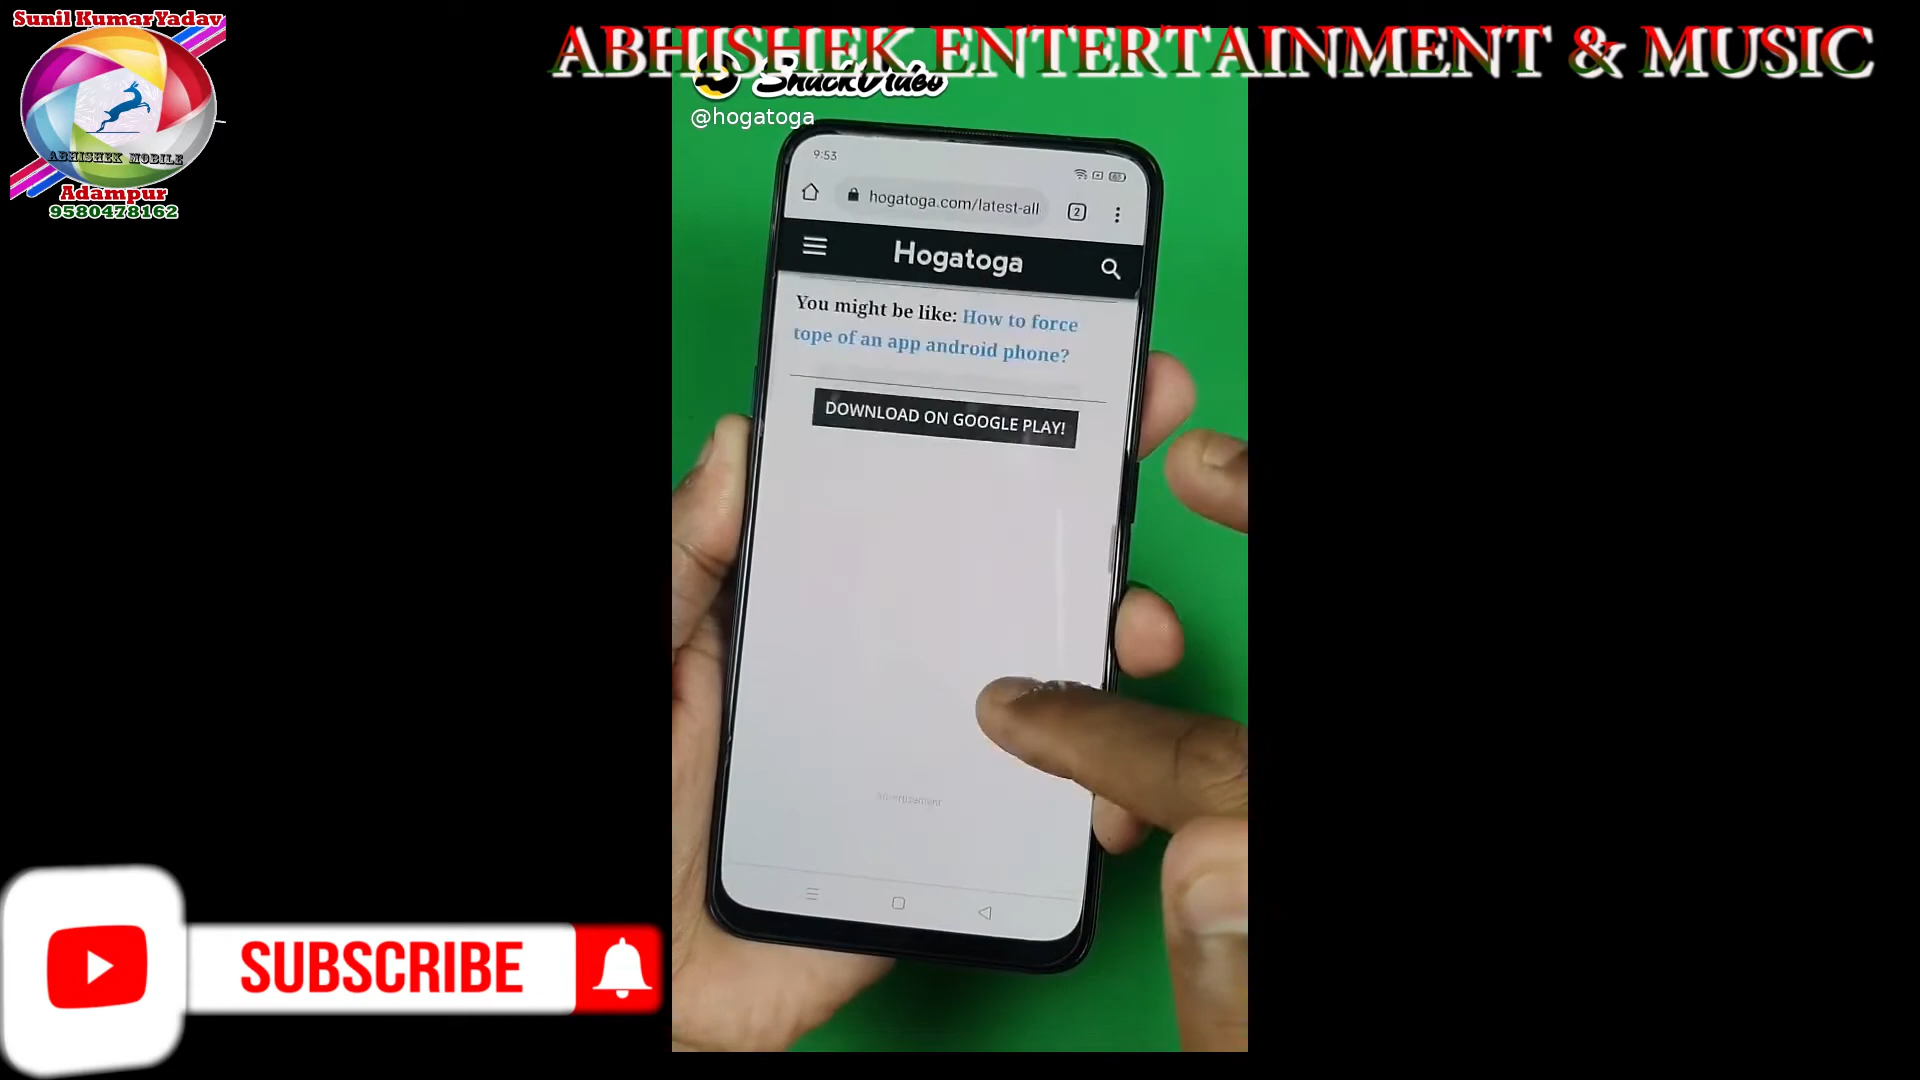 Sunil Kumar Yadav
ABHISHEK MOBILE
Adampur
9580478162
ABHISHEK ENTERTAINMENT & MUSIC
SnackVideo
@hogatoga
9:53
hogatoga.com/latest-all
2
Hogatoga
You might be like: How to force
tope of an app android phone?
DOWNLOAD ON GOOGLE PLAY!
Advertizement
SUBSCRIBE